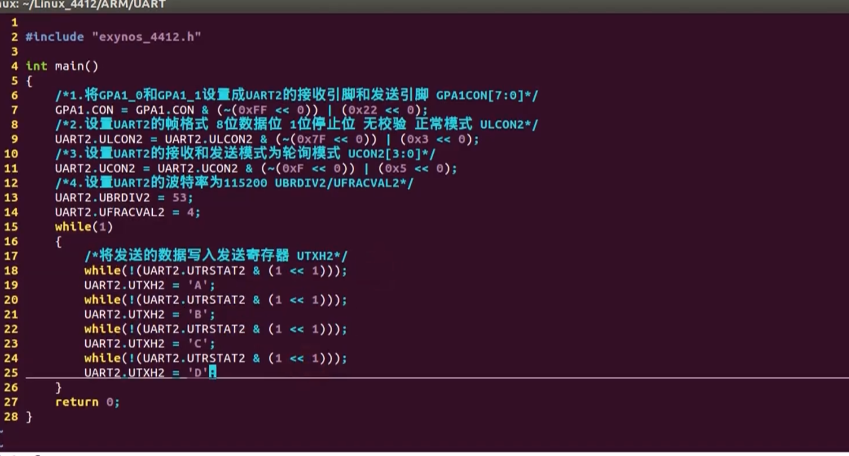 nux: ~/Linux_4412/ARM/UART
1
2 #include "exynos_4412.h"
3
4 int main()
5 {
6 /*1.将GPA1_0和GPA1_1设置成UART2的接收引脚和发送引脚 GPA1CON[7:0]*/
7 GPA1.CON = GPA1.CON & (~(0xFF << 0)) | (0x22 << 0);
8 /*2.设置UART2的帧格式 8位数据位 1位停止位 无校验 正常模式 ULCON2*/
9 UART2.ULCON2 = UART2.ULCON2 & (~(0x7F << 0)) | (0x3 << 0);
10 /*3.设置UART2的接收和发送模式为轮询模式 UCON2[3:0]*/
11 UART2.UCON2 = UART2.UCON2 & (~(0xF << 0)) | (0x5 << 0);
12 /*4.设置UART2的波特率为115200 UBRDIV2/UFRACVAL2*/
13 UART2.UBRDIV2 = 53;
14 UART2.UFRACVAL2 = 4;
15 while(1)
16 {
17 /*将发送的数据写入发送寄存器 UTXH2*/
18 while(!(UART2.UTRSTAT2 & (1 << 1)));
19 UART2.UTXH2 = 'A';
20 while(!(UART2.UTRSTAT2 & (1 << 1)));
21 UART2.UTXH2 = 'B';
22 while(!(UART2.UTRSTAT2 & (1 << 1)));
23 UART2.UTXH2 = 'C';
24 while(!(UART2.UTRSTAT2 & (1 << 1)));
25 UART2.UTXH2 = 'D';
26 }
27 return 0;
28 }
~
~